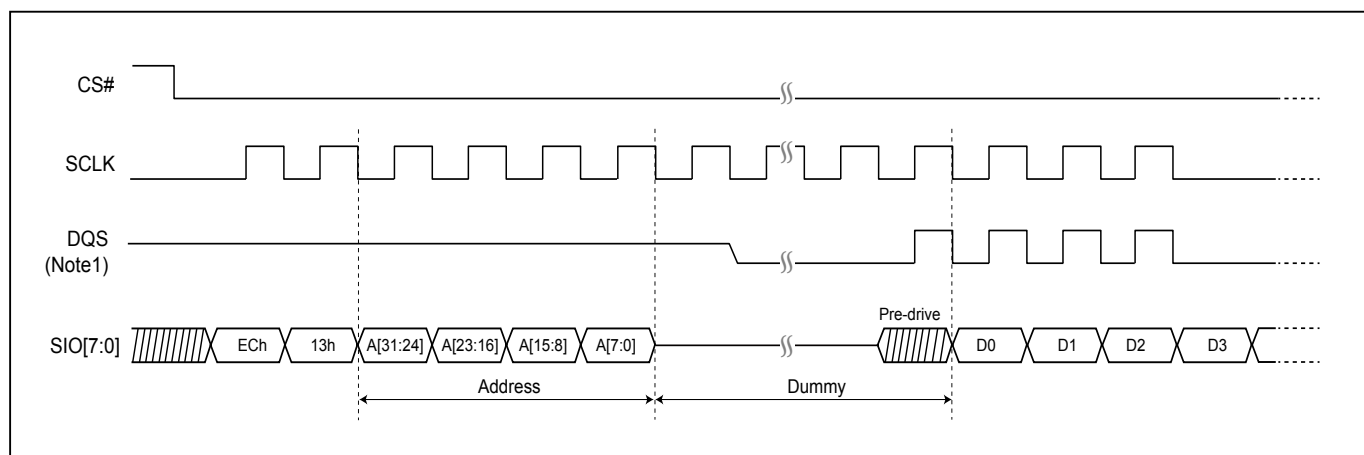 CS#
SCLK
DQS
(Note1)
Pre-drive
SIO[7:0]
ECh 13h A[31:24] A[23:16] A[15:8] A[7:0] D0 D1 D2 D3
Address Dummy